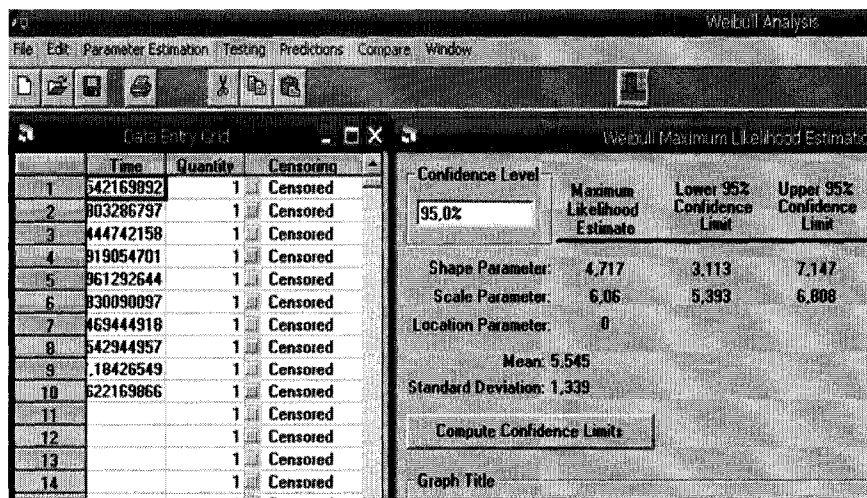 Weibull Analysis
File Edit Parameter Estimation Testing Predictions Compare Window
Data Entry Grid
Time Quantity Censoring
1 542169892 1 Censored
2 803286797 1 Censored
3 444742158 1 Censored
4 919054701 1 Censored
5 961292644 1 Censored
6 830090097 1 Censored
7 469444918 1 Censored
8 542944957 1 Censored
9 ,18426549 1 Censored
10 622169866 1 Censored
11 1 Censored
12 1 Censored
13 1 Censored
14 1 Censored
Weibull Maximum Likelihood Estimato
Confidence Level
95,0%
Maximum Likelihood Estimate
Lower 95% Confidence Limit
Upper 95% Confidence Limit
Shape Parameter: 4,717 3,113 7,147
Scale Parameter: 6,06 5,393 6,808
Location Parameter: 0
Mean: 5,545
Standard Deviation: 1,339
Compute Confidence Limits
Graph Title